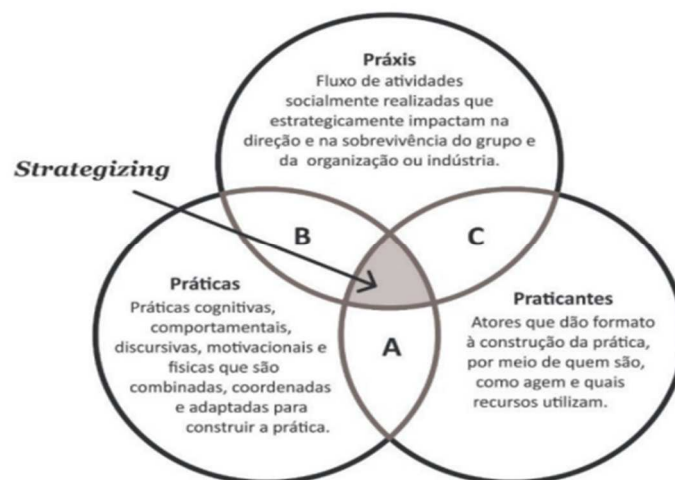 Práxis
Fluxo de atividades
socialmente realizadas que
estrategicamente impactam na
direção e na sobrevivência do grupo e
da organização ou indústria.
Strategizing
B
C
Práticas
Práticas cognitivas,
comportamentais,
discursivas, motivacionais e
físicas que são
combinadas, coordenadas
e adaptadas para
construir a prática.
Praticantes
Atores que dão formato
à construção da prática,
por meio de quem são,
como agem e quais
recursos utilizam.
A